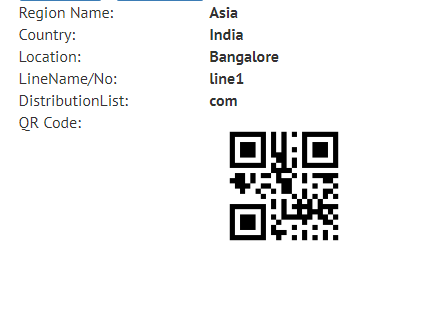 Region Name: Asia
Country: India
Location: Bangalore
LineName/No: line1
DistributionList: com
QR Code: